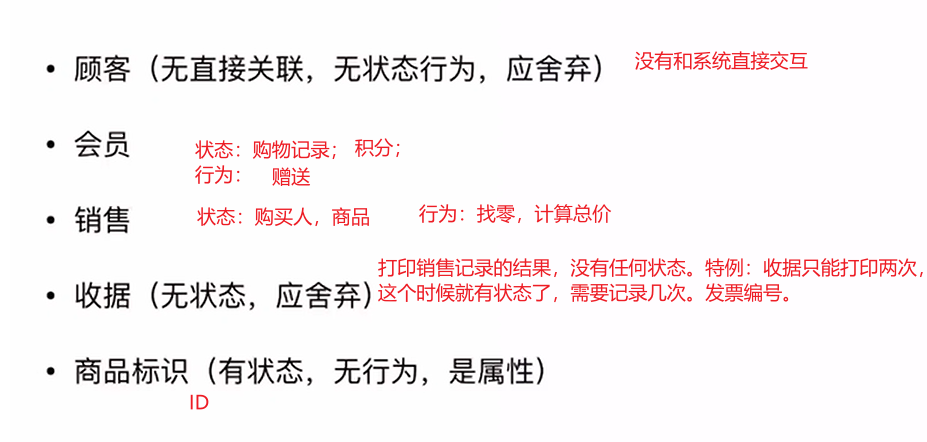 • 顾客（无直接关联，无状态行为，应舍弃） 没有和系统直接交互
• 会员
状态：购物记录； 积分；
行为： 赠送
• 销售 状态：购买人，商品 行为：找零，计算总价
打印销售记录的结果，没有任何状态。特例：收据只能打印两次，
• 收据（无状态，应舍弃） 这个时候就有状态了，需要记录几次。发票编号。
• 商品标识（有状态，无行为，是属性）
ID